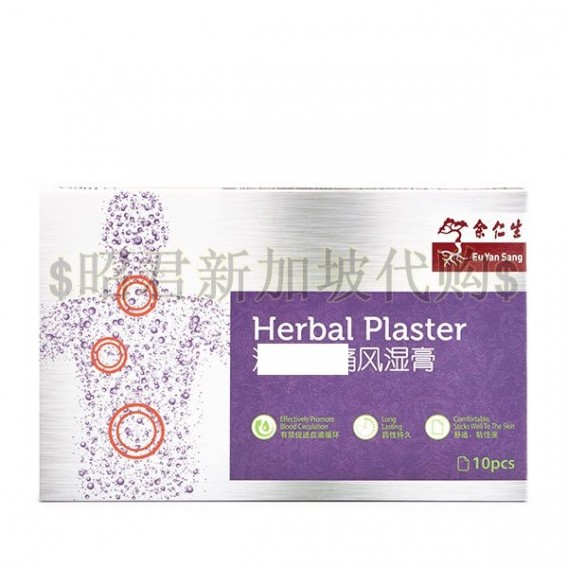 余仁生
Eu Yan Sang
$昭君新加坡代购$
Herbal Plaster
痛风湿膏
Effectively Promote
Blood Circulation
有效促进血液循环
Long
Lasting
药性持久
Comfortable,
Sticks Well To The Skin
舒适、粘性强
10pcs